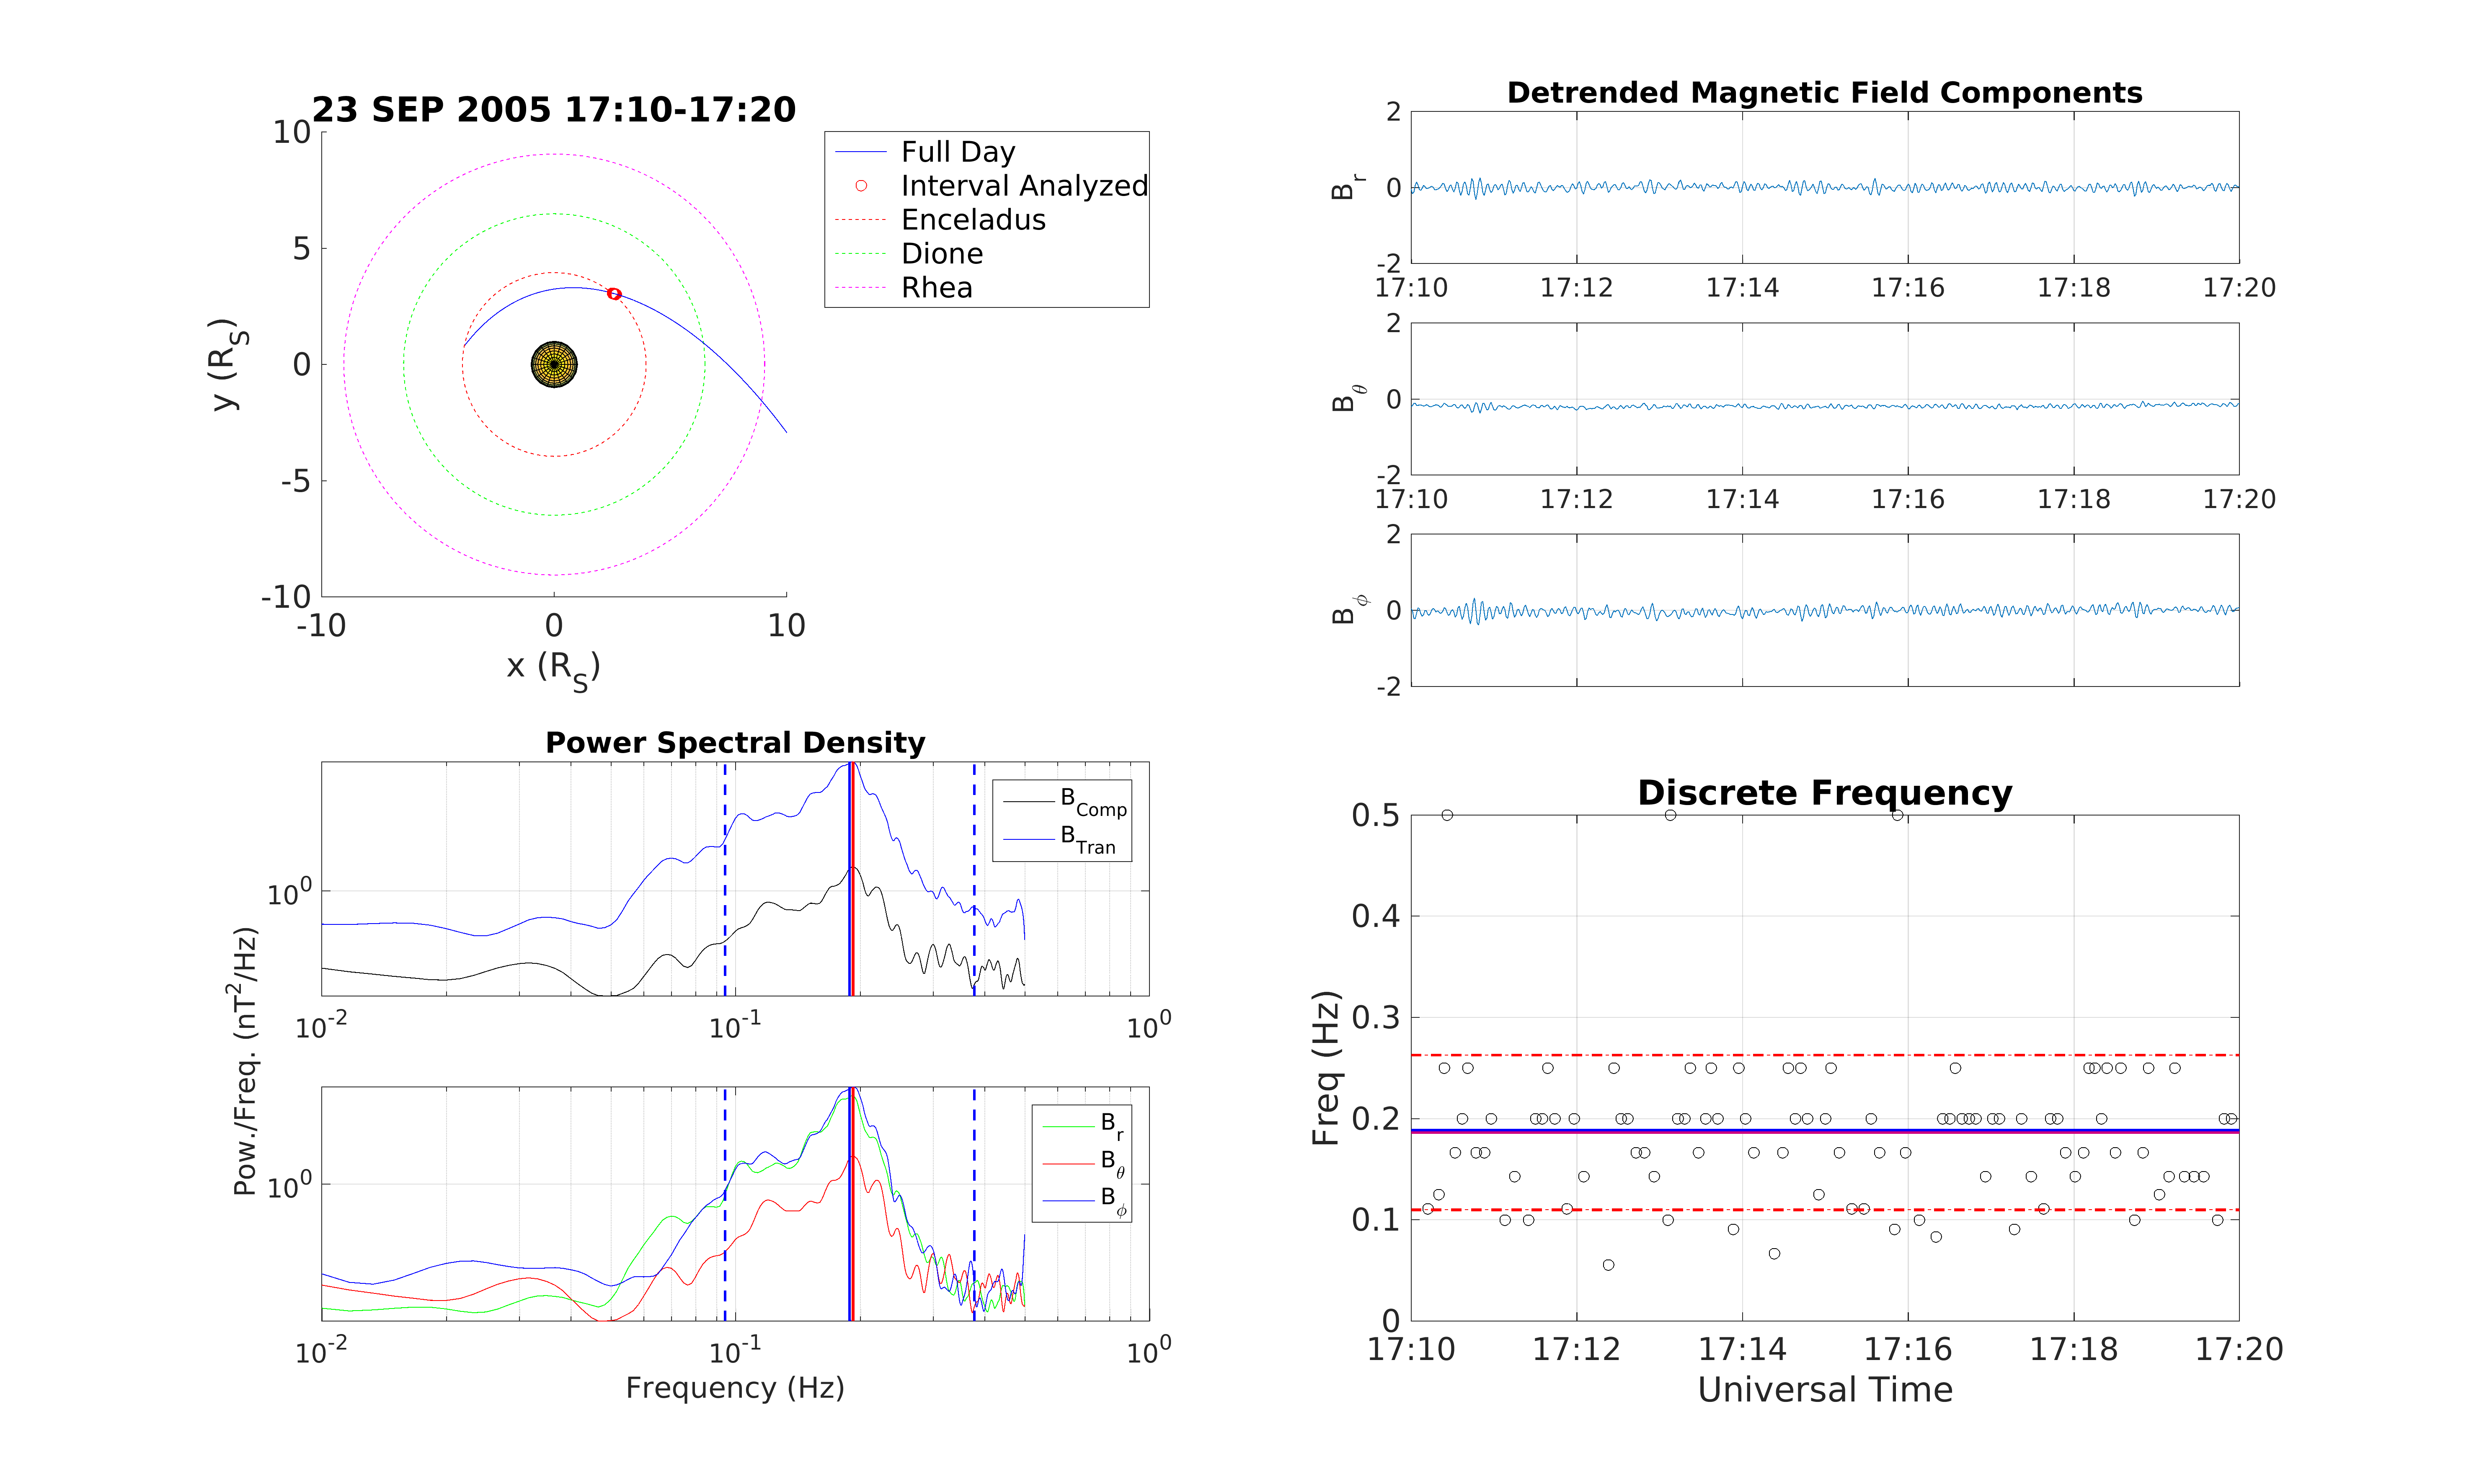 23 SEP 2005 17:10-17:20
10
5
0
-5
-10
-10 0 10
y (R_S)
x (R_S)
Full Day
Interval Analyzed
Enceladus
Dione
Rhea
Detrended Magnetic Field Components
2
0
-2
B_r
17:10 17:12 17:14 17:16 17:18 17:20
2
0
-2
B_θ
17:10 17:12 17:14 17:16 17:18 17:20
2
0
-2
B_ϕ
Power Spectral Density
10^0
B_Comp
B_Tran
10^-2 10^-1 10^0
Pow./Freq. (nT^2/Hz)
10^0
B_r
B_θ
B_ϕ
10^-2 10^-1 10^0
Frequency (Hz)
Discrete Frequency
0.5
0.4
0.3
0.2
0.1
0
Freq (Hz)
17:10 17:12 17:14 17:16 17:18 17:20
Universal Time